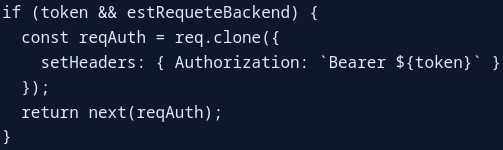 if (token && estRequeteBackend) {
  const reqAuth = req.clone({
    setHeaders: { Authorization: `Bearer ${token}` }
  });
  return next(reqAuth);
}